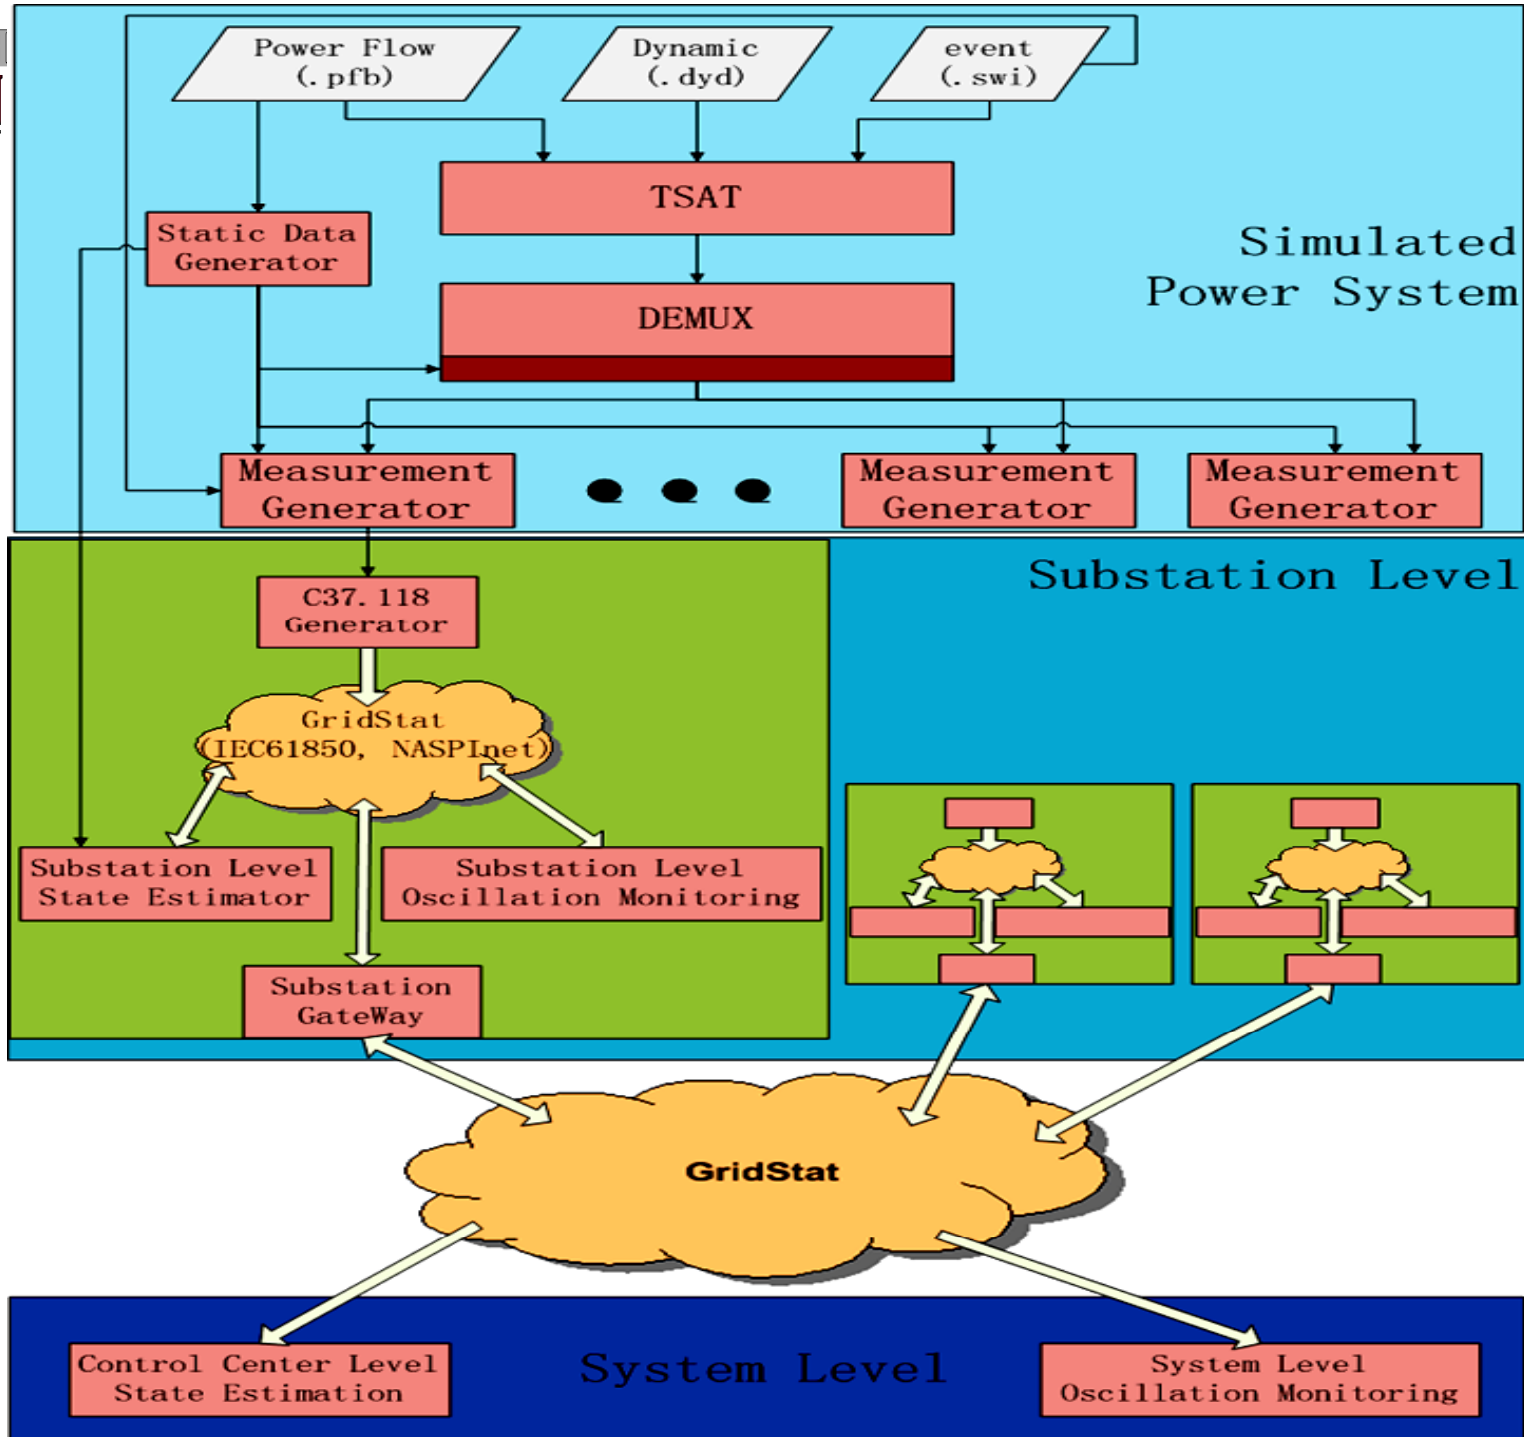 Power Flow
(.pfb)
Dynamic
(.dyd)
event
(.swi)
TSAT
Static Data
Generator
Simulated
Power System
DEMUX
Measurement
Generator
Measurement
Generator
Measurement
Generator
Substation Level
C37.118
Generator
GridStat
(IEC61850, NASPInet)
Substation Level
State Estimator
Substation Level
Oscillation Monitoring
Substation
GateWay
GridStat
Control Center Level
State Estimation
System Level
System Level
Oscillation Monitoring